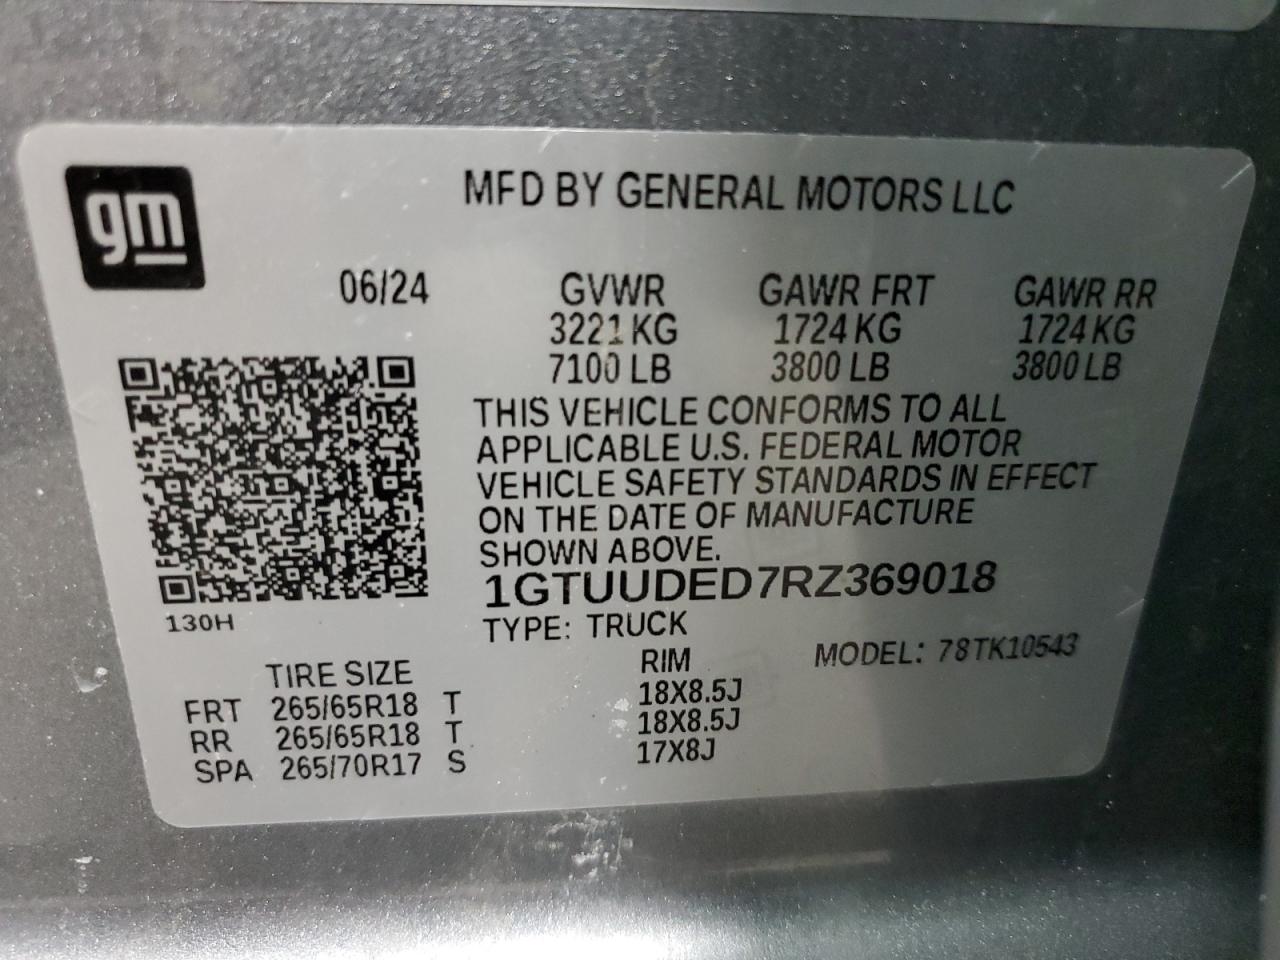 gm
MFD BY GENERAL MOTORS LLC
06/24 GVWR GAWR FRT GAWR RR
3221 KG 1724 KG 1724 KG
7100 LB 3800 LB 3800 LB
THIS VEHICLE CONFORMS TO ALL
APPLICABLE U.S. FEDERAL MOTOR
VEHICLE SAFETY STANDARDS IN EFFECT
ON THE DATE OF MANUFACTURE
SHOWN ABOVE.
1GTUUDED7RZ369018
130H
TYPE: TRUCK
MODEL: 78TK10543
TIRE SIZE RIM
FRT 265/65R18 T 18X8.5J
RR 265/65R18 T 18X8.5J
SPA 265/70R17 S 17X8J